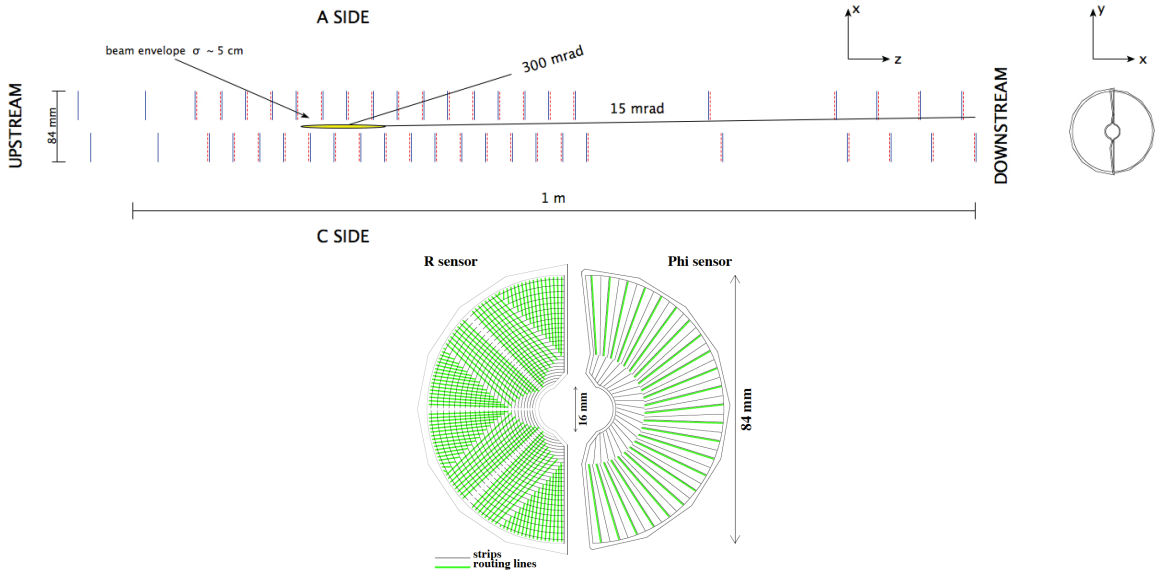 A SIDE
beam envelope σ ~ 5 cm
300 mrad
15 mrad
x
z
y
x
UPSTREAM
84 mm
DOWNSTREAM
1 m
C SIDE
R sensor
Phi sensor
16 mm
84 mm
strips
routing lines